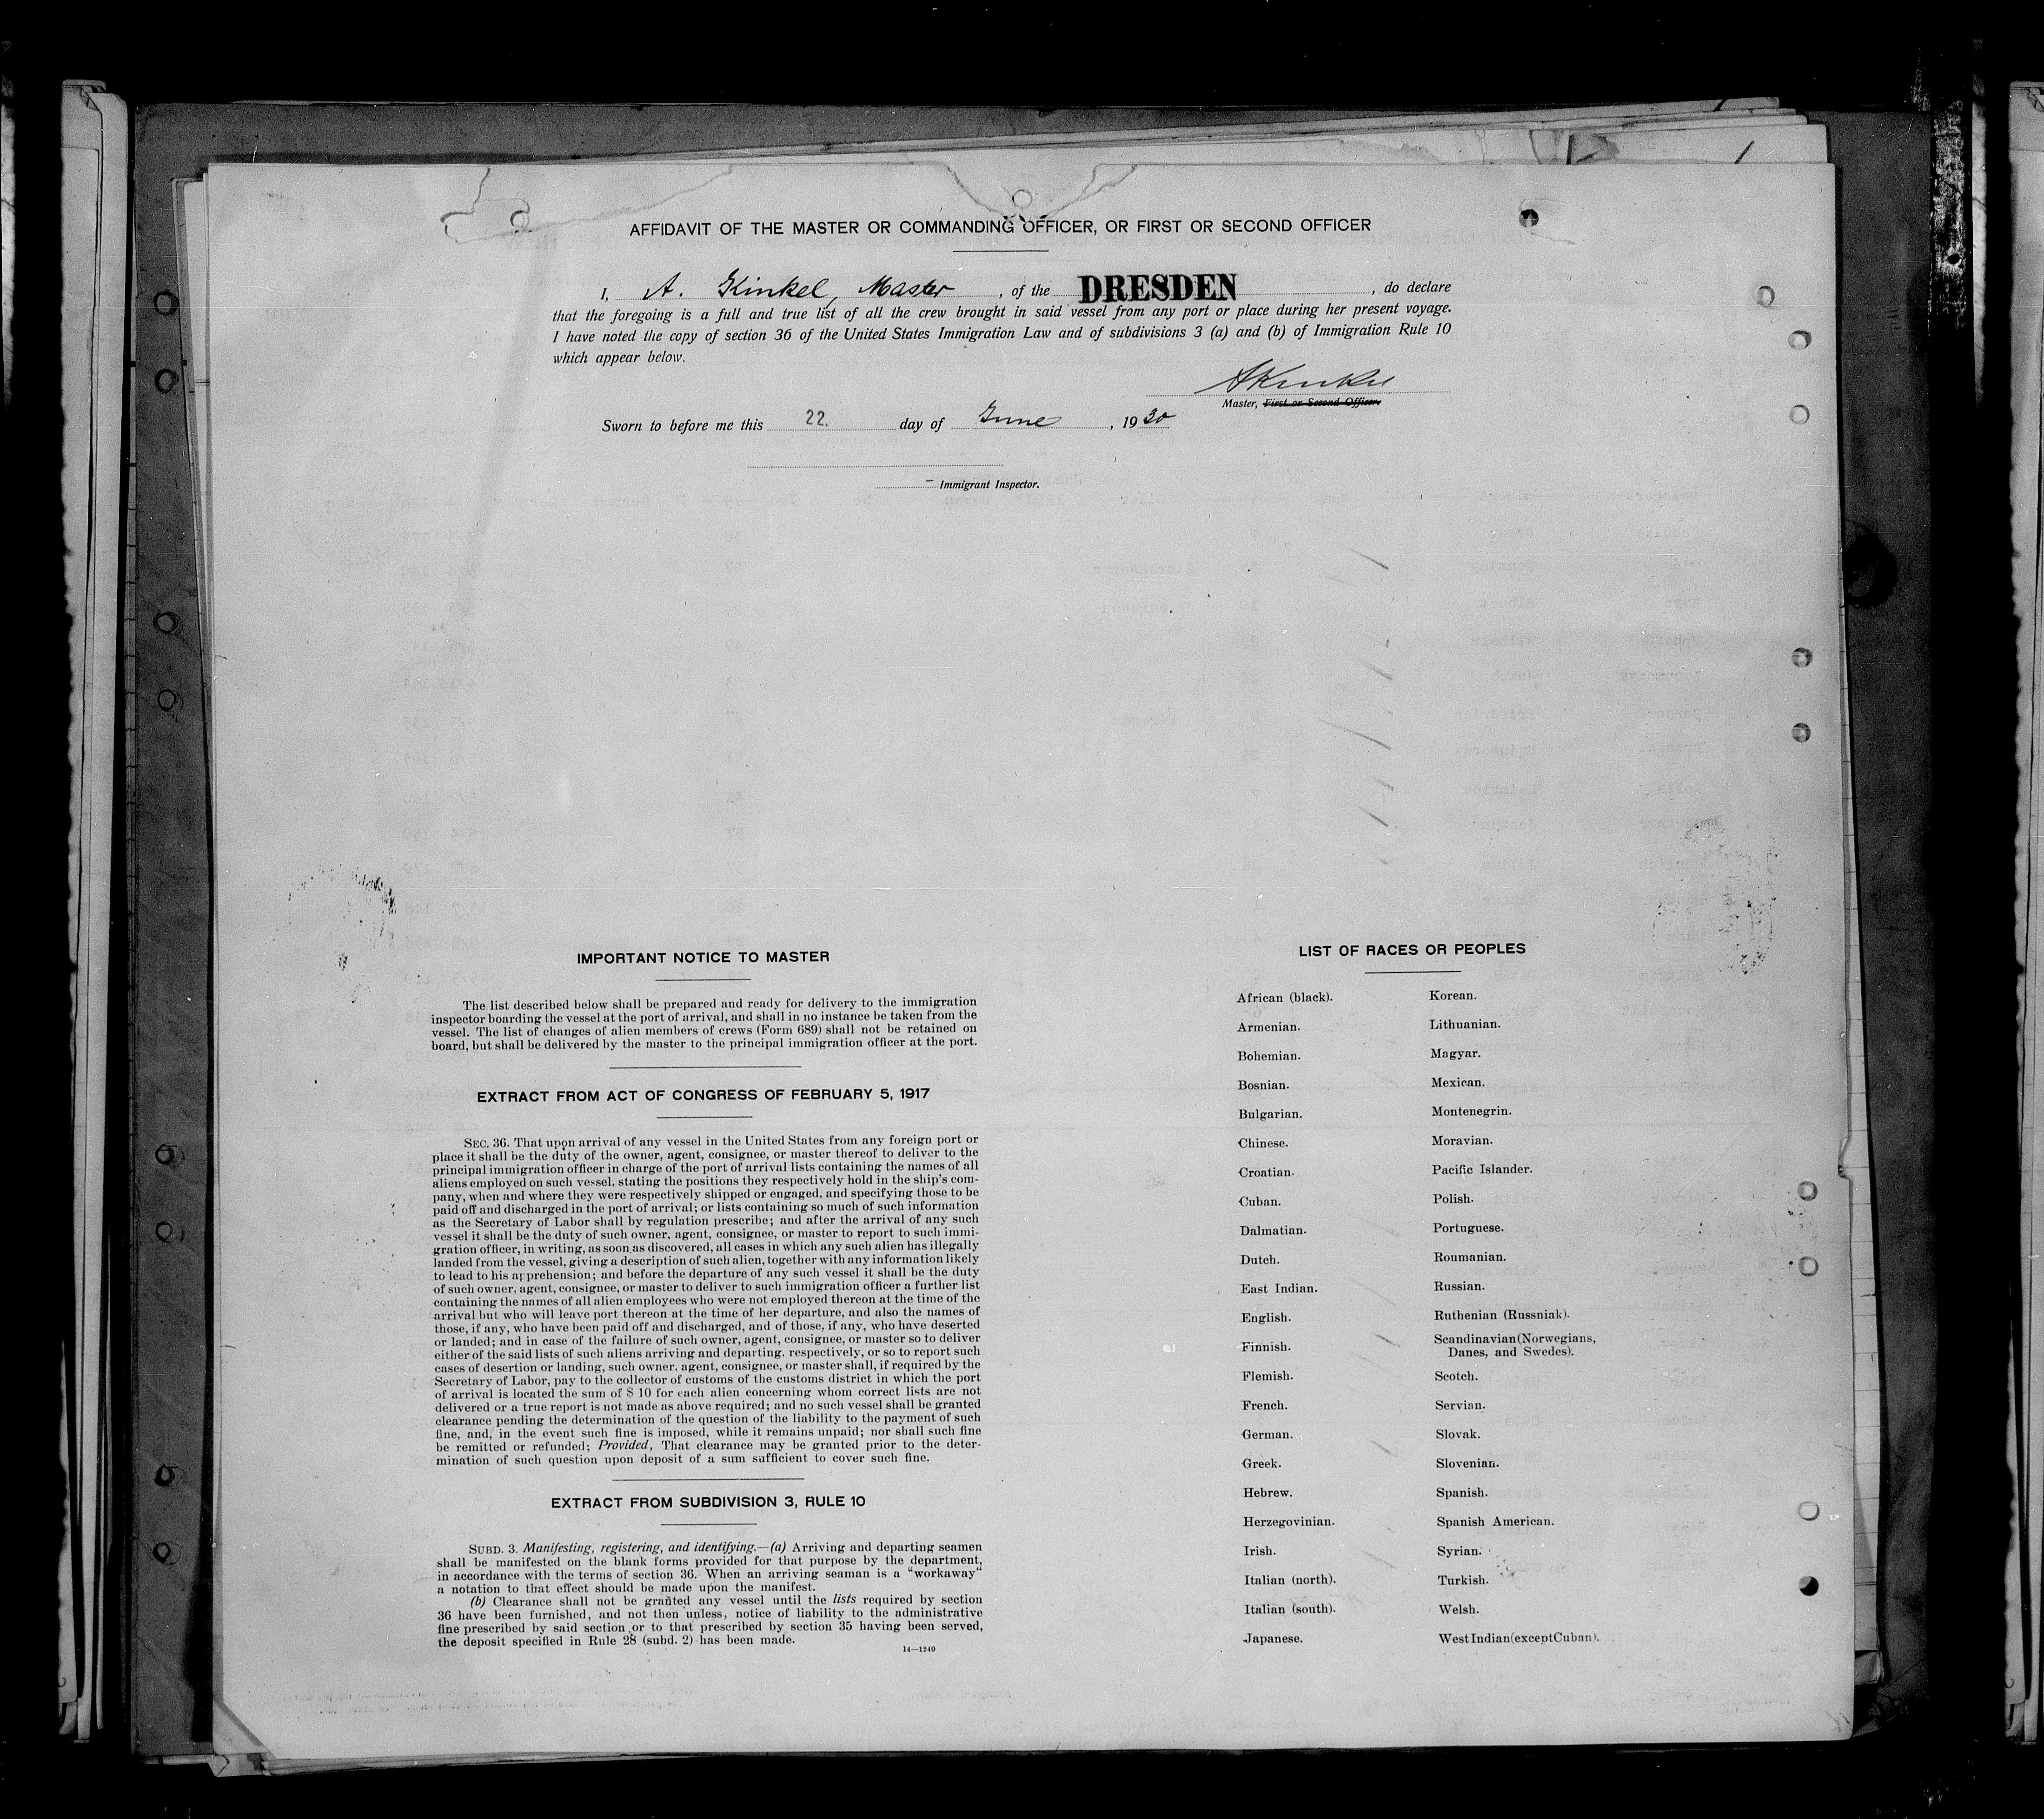 AFFIDAVIT OF THE MASTER OR COMMANDING OFFICER, OR FIRST OR SECOND OFFICER
I, A. Kinkel, Master, of the DRESDEN, do declare
that the foregoing is a full and true list of all the crew brought in said vessel from any port or place during her present voyage.
I have noted the copy of section 36 of the United States Immigration Law and of subdivisions 3 (a) and (b) of Immigration Rule 10
which appear below.
AKinkel
Master, First or Second Officer.
Sworn to before me this 22. day of June, 1930
Immigrant Inspector.
IMPORTANT NOTICE TO MASTER
The list described below shall be prepared and ready for delivery to the immigration
inspector boarding the vessel at the port of arrival, and shall in no instance be taken from the
vessel. The list of changes of alien members of crews (Form 689) shall not be retained on
board, but shall be delivered by the master to the principal immigration officer at the port.
EXTRACT FROM ACT OF CONGRESS OF FEBRUARY 5, 1917
SEC. 36. That upon arrival of any vessel in the United States from any foreign port or
place it shall be the duty of the owner, agent, consignee, or master thereof to deliver to the
principal immigration officer in charge of the port of arrival lists containing the names of all
aliens employed on such vessel, stating the positions they respectively hold in the ship's com-
pany, when and where they were respectively shipped or engaged, and specifying those to be
paid off and discharged in the port of arrival; or lists containing so much of such information
as the Secretary of Labor shall by regulation prescribe; and after the arrival of any such
vessel it shall be the duty of such owner, agent, consignee, or master to report to such immi-
gration officer, in writing, as soon as discovered, all cases in which any such alien has illegally
landed from the vessel, giving a description of such alien, together with any information likely
to lead to his apprehension; and before the departure of any such vessel it shall be the duty
of such owner, agent, consignee, or master to deliver to such immigration officer a further list
containing the names of all alien employees who were not employed thereon at the time of the
arrival but who will leave port thereon at the time of her departure, and also the names of
those, if any, who have been paid off and discharged, and of those, if any, who have deserted
or landed; and in case of the failure of such owner, agent, consignee, or master so to deliver
either of the said lists of such aliens arriving and departing, respectively, or so to report such
cases of desertion or landing, such owner, agent, consignee, or master shall, if required by the
Secretary of Labor, pay to the collector of customs of the customs district in which the port
of arrival is located the sum of $ 10 for each alien concerning whom correct lists are not
delivered or a true report is not made as above required; and no such vessel shall be granted
clearance pending the determination of the question of the liability to the payment of such
fine, and, in the event such fine is imposed, while it remains unpaid; nor shall such fine
be remitted or refunded; Provided, That clearance may be granted prior to the deter-
mination of such question upon deposit of a sum sufficient to cover such fine.
EXTRACT FROM SUBDIVISION 3, RULE 10
SUBD. 3. Manifesting, registering, and identifying.—(a) Arriving and departing seamen
shall be manifested on the blank forms provided for that purpose by the department,
in accordance with the terms of section 36. When an arriving seaman is a "workaway"
a notation to that effect should be made upon the manifest.
(b) Clearance shall not be granted any vessel until the lists required by section
36 have been furnished, and not then unless, notice of liability to the administrative
fine prescribed by said section or to that prescribed by section 35 having been served,
the deposit specified in Rule 28 (subd. 2) has been made.
14—1240
LIST OF RACES OR PEOPLES
African (black).
Armenian.
Bohemian.
Bosnian.
Bulgarian.
Chinese.
Croatian.
Cuban.
Dalmatian.
Dutch.
East Indian.
English.
Finnish.
Flemish.
French.
German.
Greek.
Hebrew.
Herzegovinian.
Irish.
Italian (north).
Italian (south).
Japanese.
Korean.
Lithuanian.
Magyar.
Mexican.
Montenegrin.
Moravian.
Pacific Islander.
Polish.
Portuguese.
Roumanian.
Russian.
Ruthenian (Russniak).
Scandinavian (Norwegians,
Danes, and Swedes).
Scotch.
Servian.
Slovak.
Slovenian.
Spanish.
Spanish American.
Syrian.
Turkish.
Welsh.
West Indian (except Cuban).